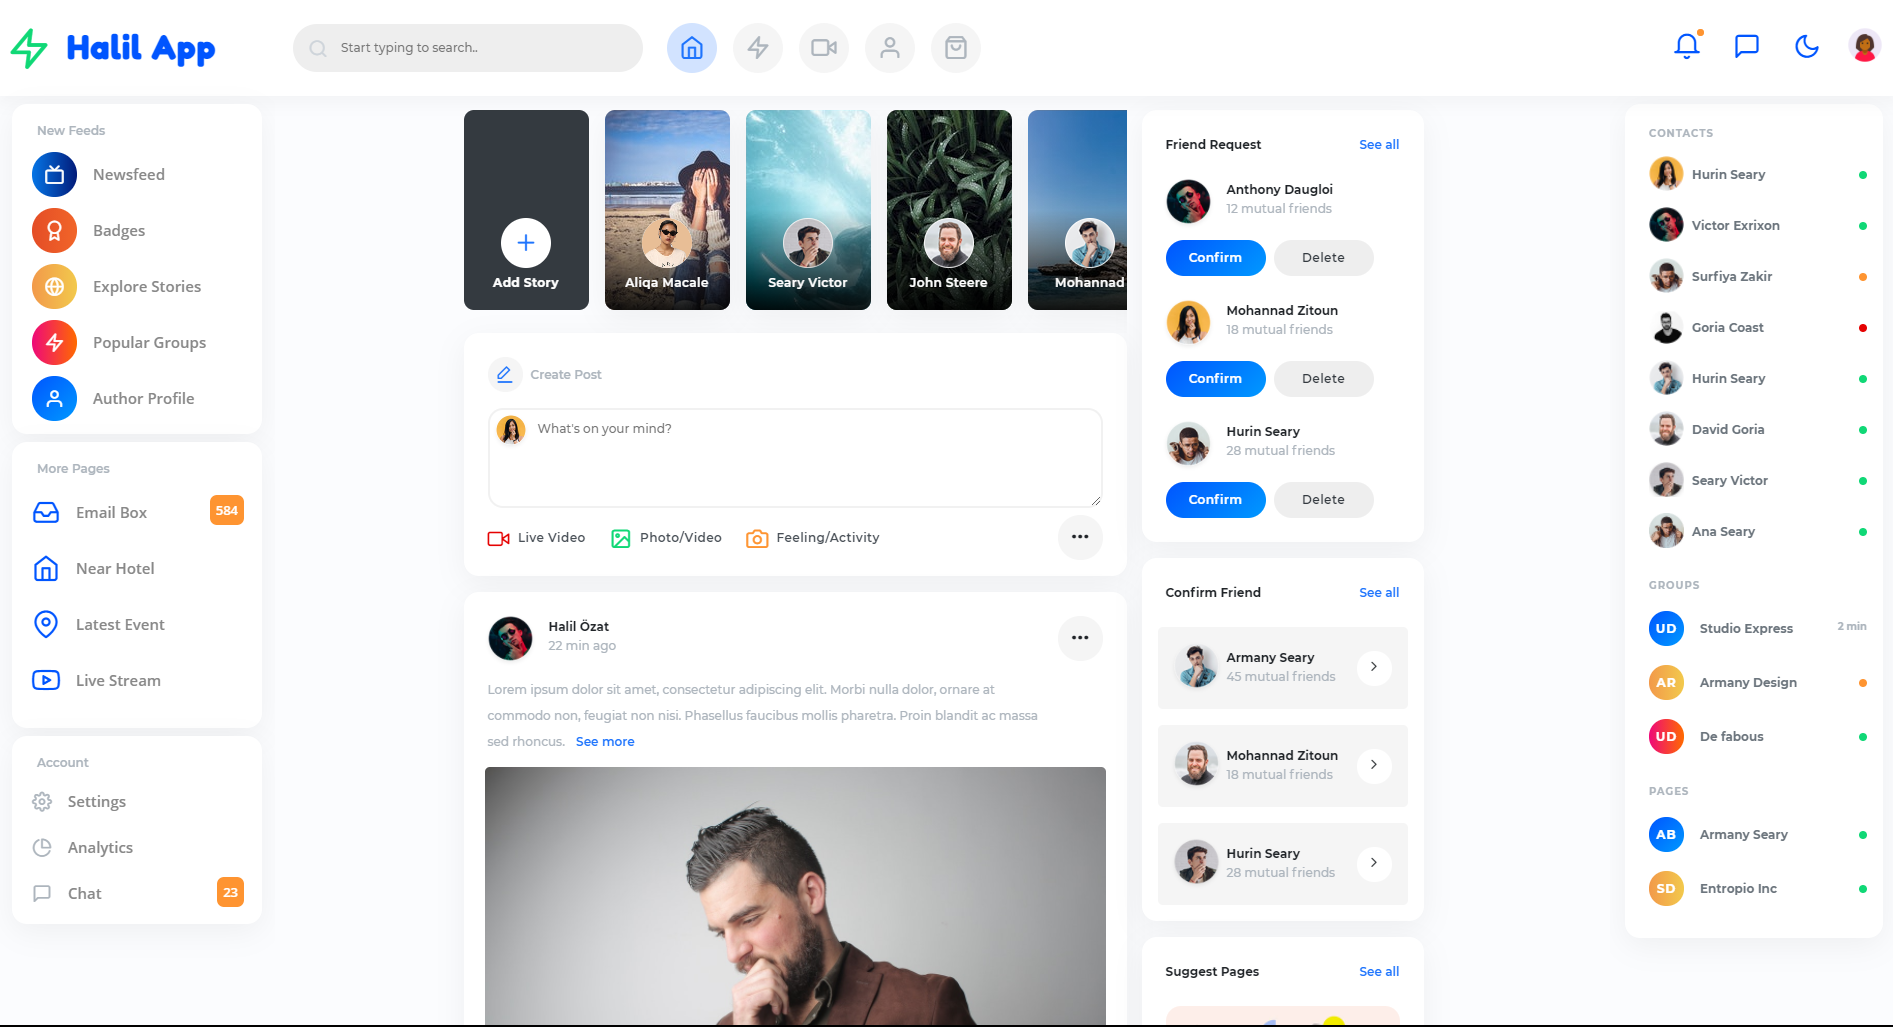 Halil App
Start typing to search..
New Feeds
Newsfeed
Badges
Explore Stories
Popular Groups
Author Profile
More Pages
Email Box
584
Near Hotel
Latest Event
Live Stream
Account
Settings
Analytics
Chat
23
Add Story
Aliqa Macale
Seary Victor
John Steere
Mohannad
Create Post
What's on your mind?
Live Video
Photo/Video
Feeling/Activity
Halil Özat
22 min ago
Lorem ipsum dolor sit amet, consectetur adipiscing elit. Morbi nulla dolor, ornare at
commodo non, feugiat non nisi. Phasellus faucibus mollis pharetra. Proin blandit ac massa
sed rhoncus. See more
Friend Request
See all
Anthony Daugloi
12 mutual friends
Confirm
Delete
Mohannad Zitoun
18 mutual friends
Confirm
Delete
Hurin Seary
28 mutual friends
Confirm
Delete
Confirm Friend
See all
Armany Seary
45 mutual friends
Mohannad Zitoun
18 mutual friends
Hurin Seary
28 mutual friends
Suggest Pages
See all
CONTACTS
Hurin Seary
Victor Exrixon
Surfiya Zakir
Goria Coast
Hurin Seary
David Goria
Seary Victor
Ana Seary
GROUPS
UD
Studio Express
2 min
AR
Armany Design
UD
De fabous
PAGES
AB
Armany Seary
SD
Entropio Inc